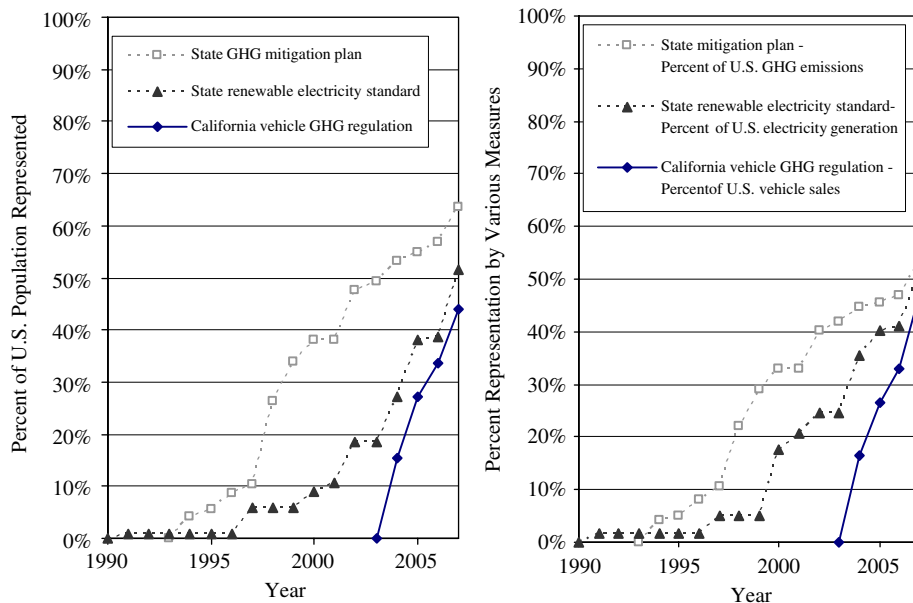 Percent of U.S. Population Represented
100%
90%
80%
70%
60%
50%
40%
30%
20%
10%
0%
State GHG mitigation plan
State renewable electricity standard
California vehicle GHG regulation
1990
1995
2000
2005
Year
Percent Representation by Various Measures
100%
90%
80%
70%
60%
50%
40%
30%
20%
10%
0%
State mitigation plan -
Percent of U.S. GHG emissions
State renewable electricity standard-
Percent of U.S. electricity generation
California vehicle GHG regulation -
Percentof U.S. vehicle sales
1990
1995
2000
2005
Year